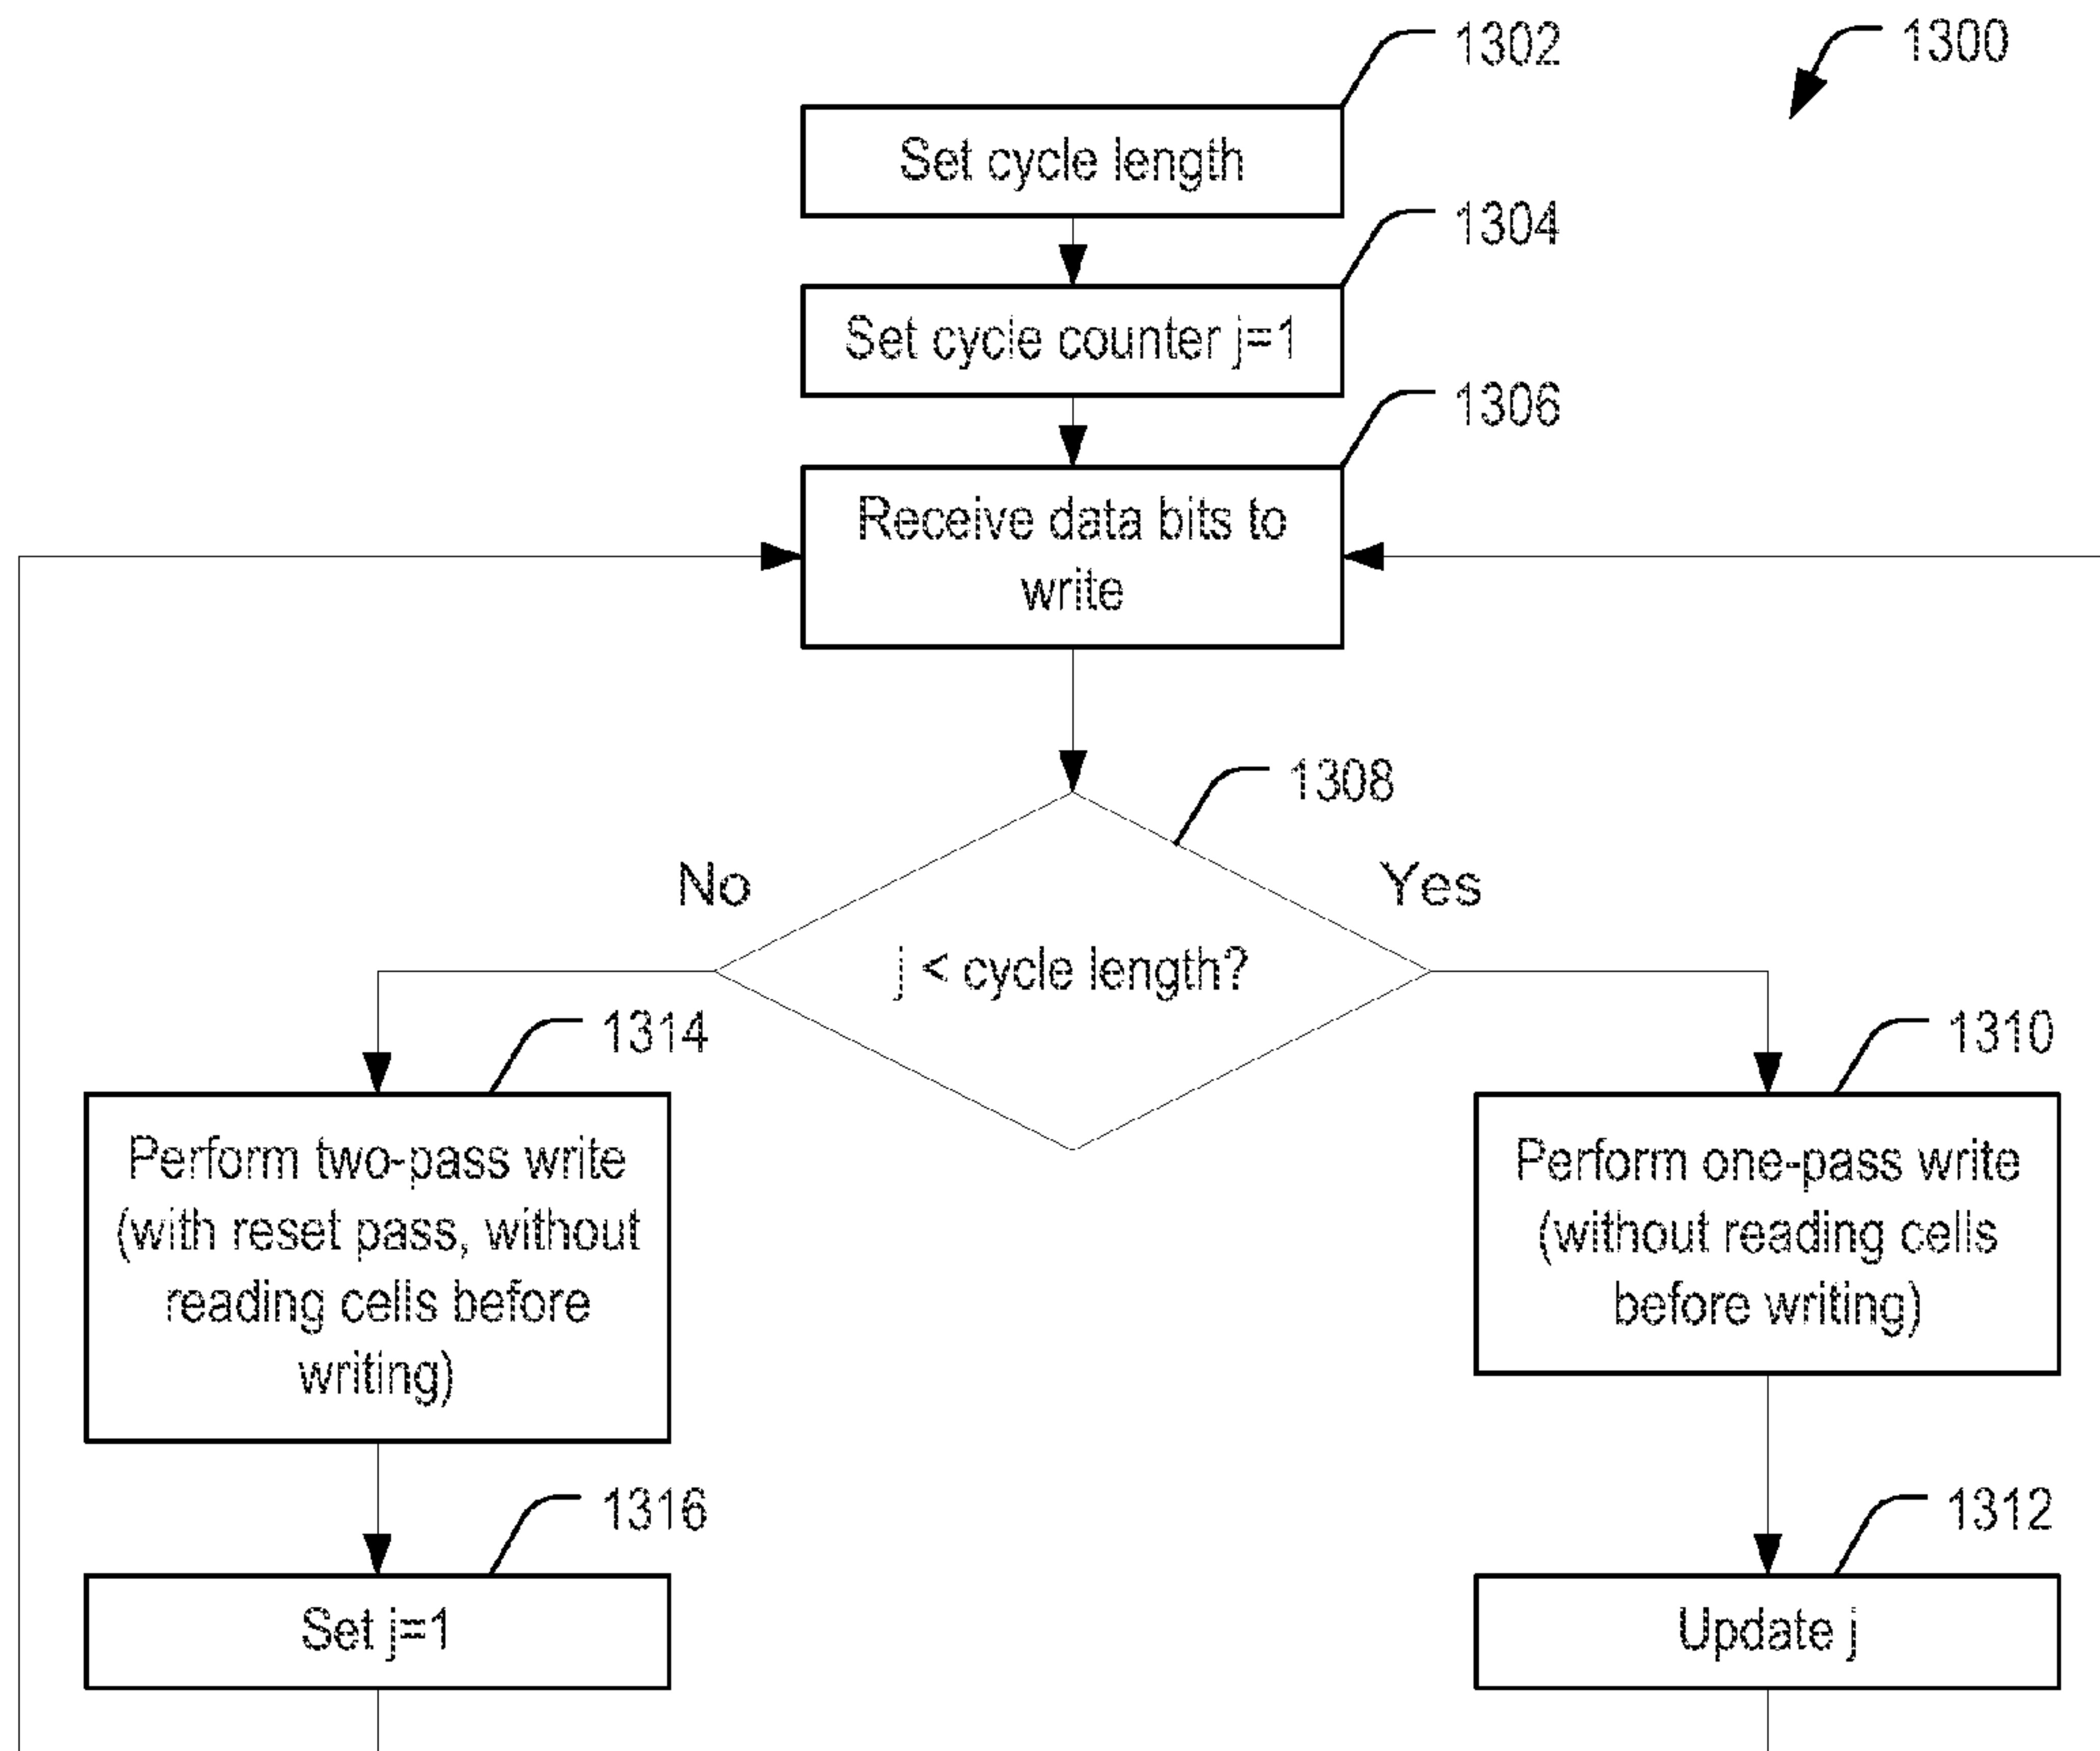 1302
1300
Set cycle length
1304
Set cycle counter j=1
1306
Receive data bits to
write
1308
No
Yes
j < cycle length?
1314
1310
Perform two-pass write
(with reset pass, without
reading cells before
writing)
Perform one-pass write
(without reading cells
before writing)
1316
1312
Set j=1
Update j